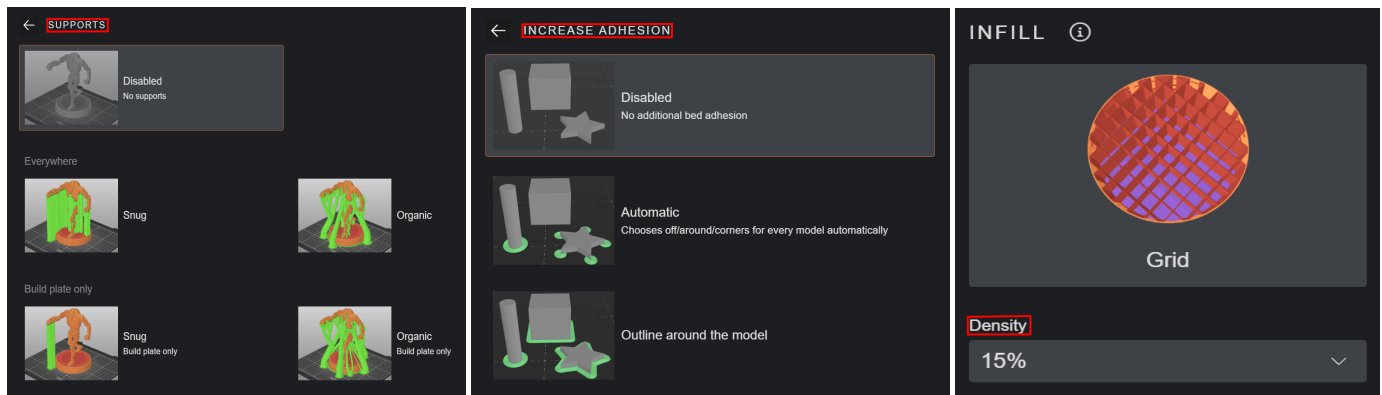 SUPPORTS
Disabled
No supports
Everywhere
Snug
Organic
Build plate only
Snug
Build plate only
Organic
Build plate only
INCREASE ADHESION
Disabled
No additional bed adhesion
Automatic
Chooses off/around/corners for every model automatically
Outline around the model
INFILL
Grid
Density
15%